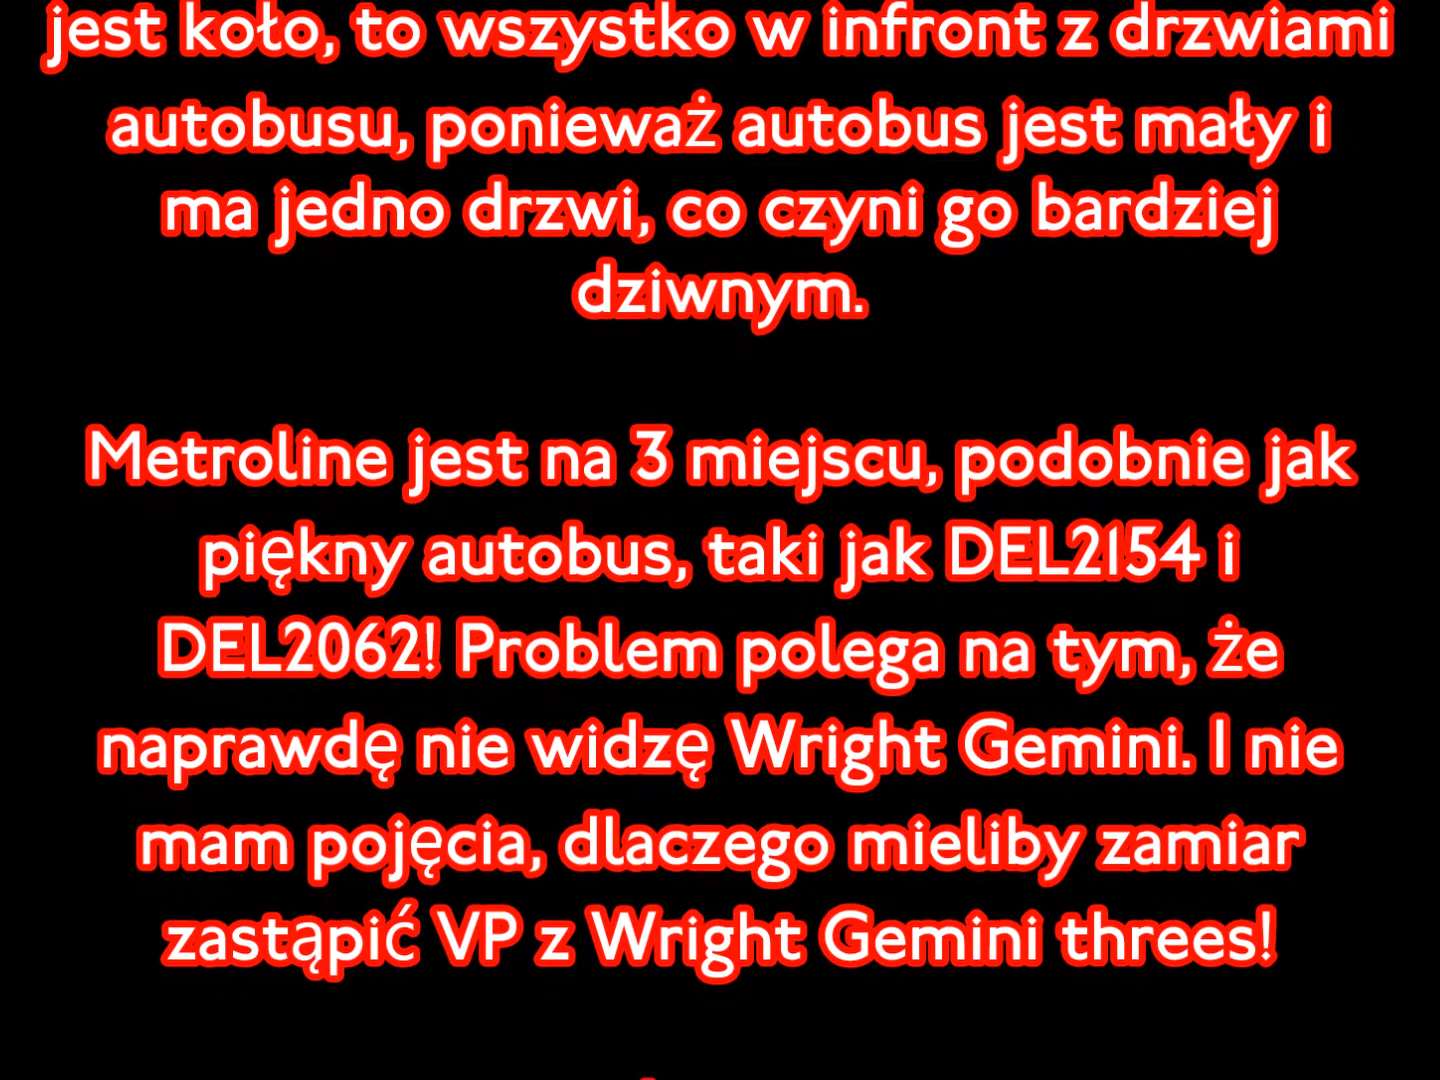 jest koło, to wszystko w infront z drzwiami
autobusu, ponieważ autobus jest mały i
ma jedno drzwi, co czyni go bardziej
dziwnym.
Metroline jest na 3 miejscu, podobnie jak
piękny autobus, taki jak DEL2154 i
DEL2062! Problem polega na tym, że
naprawdę nie widzę Wright Gemini. I nie
mam pojęcia, dlaczego mieliby zamiar
zastąpić VP z Wright Gemini threes!